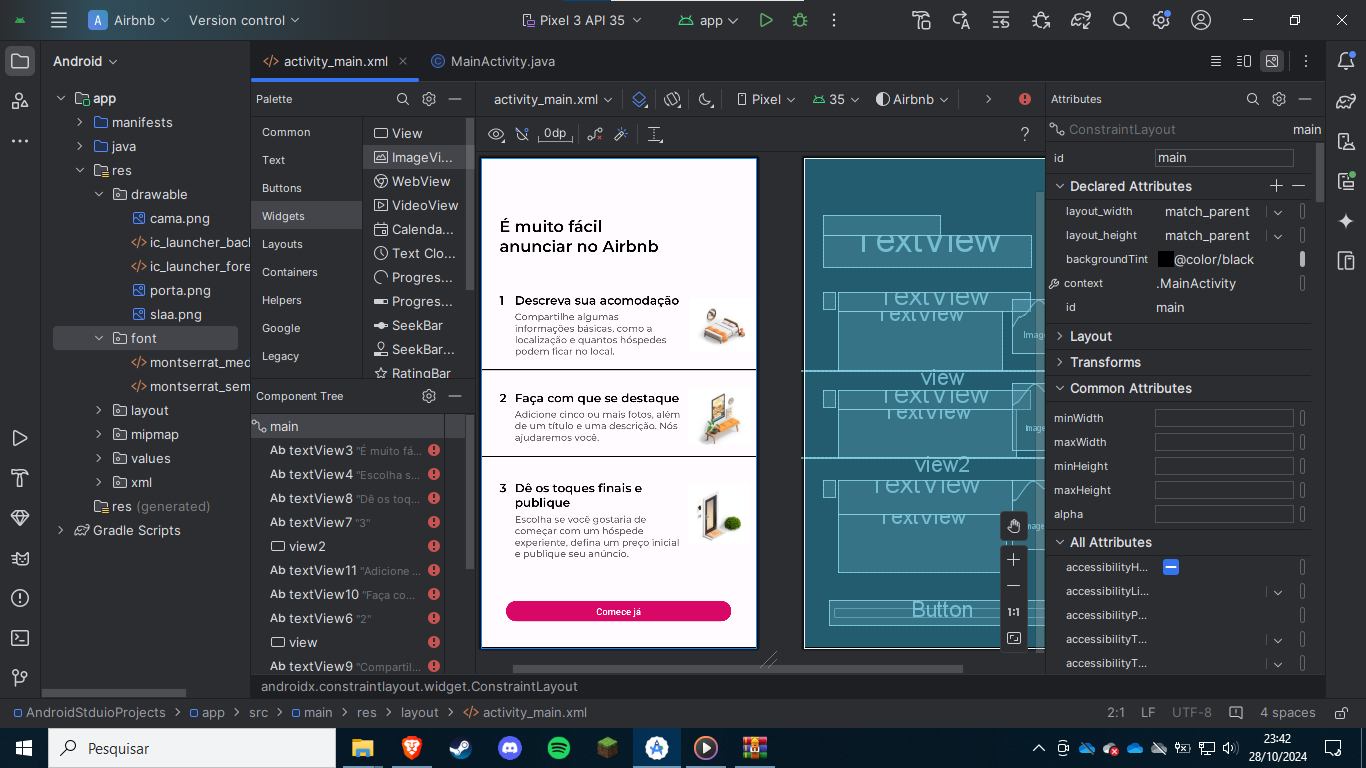 A Airbnb Version control Pixel 3 API 35 app
Android
activity_main.xml MainActivity.java
app
manifests
java
res
drawable
cama.png
ic_launcher_bac
ic_launcher_fore
porta.png
slaa.png
font
montserrat_med
montserrat_sem
layout
mipmap
values
xml
res (generated)
Gradle Scripts
Palette
Common
Text
Buttons
Widgets
Layouts
Containers
Helpers
Google
Legacy
View
ImageVi...
WebView
VideoView
Calenda...
Text Clo...
Progres...
Progres...
SeekBar
SeekBar...
RatingBar
Component Tree
main
Ab textView3 "É muito fá...
Ab textView4 "Escolha s...
Ab textView8 "Dê os toq...
Ab textView7 "3"
view2
Ab textView11 "Adicione ...
Ab textView10 "Faça co...
Ab textView6 "2"
view
Ab textView9 "Compartil...
activity_main.xml Pixel 35 Airbnb
0dp
?
É muito fácil
anunciar no Airbnb
1 Descreva sua acomodação
Compartilhe algumas
informações básicas, como a
localização e quantos hóspedes
podem ficar no local.
2 Faça com que se destaque
Adicione cinco ou mais fotos, além
de um título e uma descrição. Nós
ajudaremos você.
3 Dê os toques finais e
publique
Escolha se você gostaria de
começar com um hóspede
experiente, defina um preço inicial
e publique seu anúncio.
Comece já
TextView
TextView
TextView
Imag
view
TextView
TextView
Image
view2
TextView
TextView
mage
Button
1:1
Attributes
ConstraintLayout main
id main
Declared Attributes
layout_width match_parent
layout_height match_parent
backgroundTint @color/black
context .MainActivity
id main
Layout
Transforms
Common Attributes
minWidth
maxWidth
minHeight
maxHeight
alpha
All Attributes
accessibilityH...
accessibilityLi...
accessibilityP...
accessibilityT...
accessibilityT...
androidx.constraintlayout.widget.ConstraintLayout
AndroidStduioProjects > app > src > main > res > layout > activity_main.xml 2:1 LF UTF-8 4 spaces
Pesquisar
23:42
28/10/2024